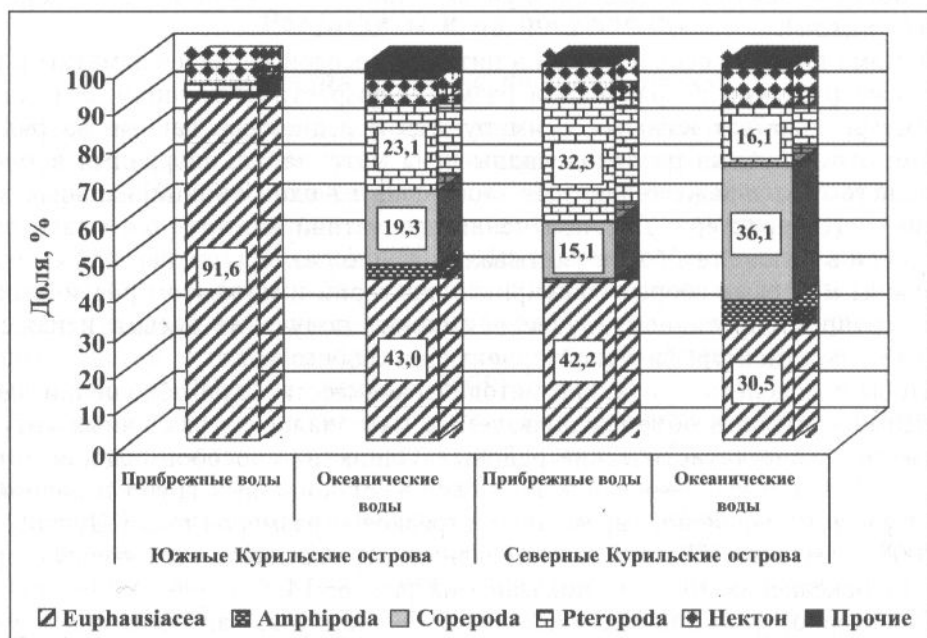 Доля, %
100
90
80
70
60
50
40
30
20
10
0
91,6
23,1
19,3
43,0
32,3
15,1
42,2
16,1
36,1
30,5
Прибрежные воды
Океанические воды
Прибрежные воды
Океанические воды
Южные Курильские острова
Северные Курильские острова
Euphausiacea Amphipoda Copepoda Pteropoda Нектон Прочие